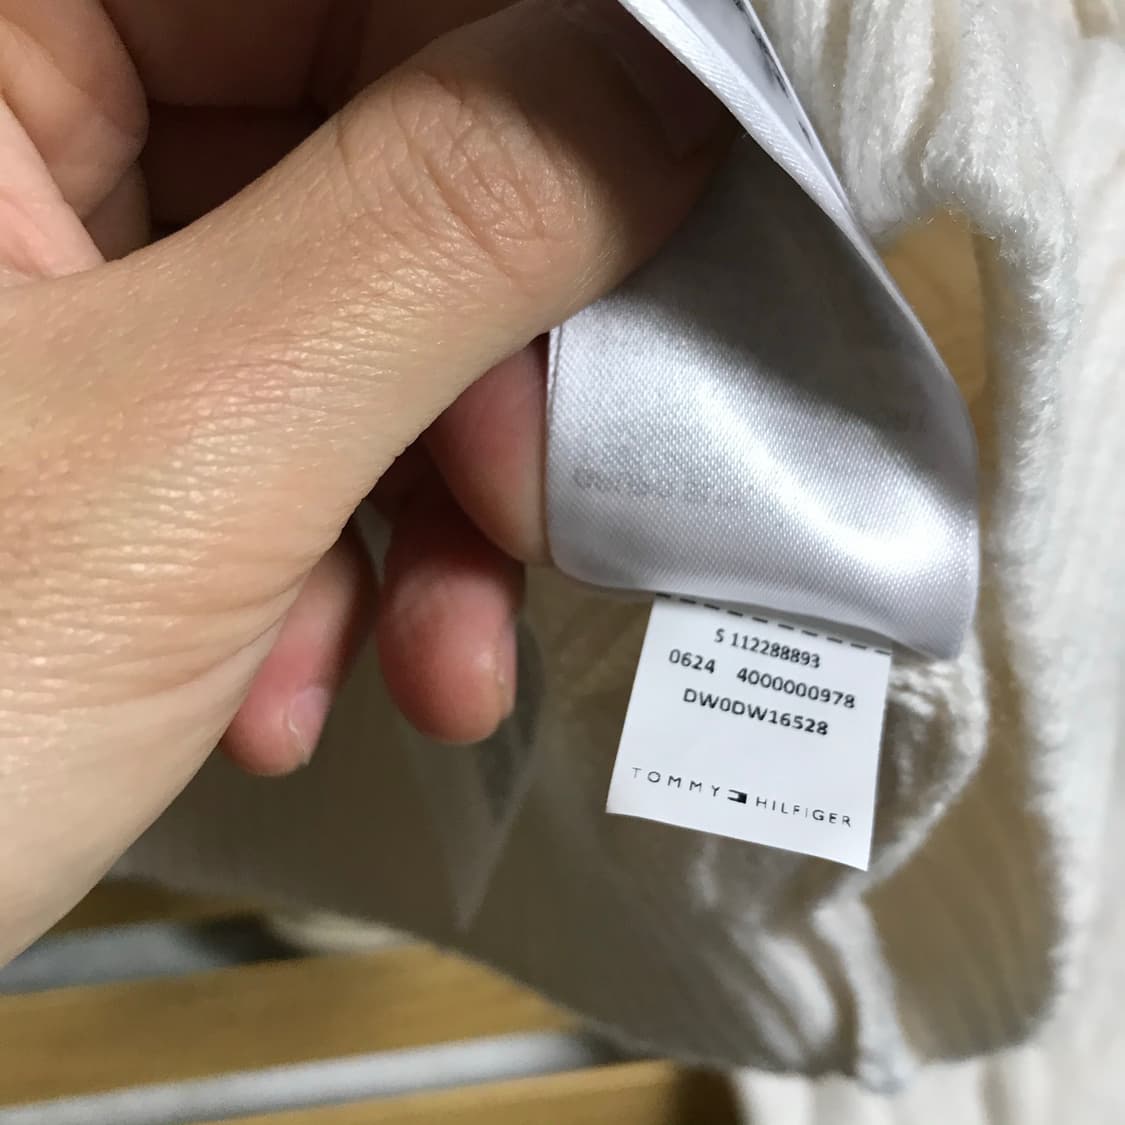 S 112288893
0624 4000000978
DW0DW16528
TOMMY HILFIGER